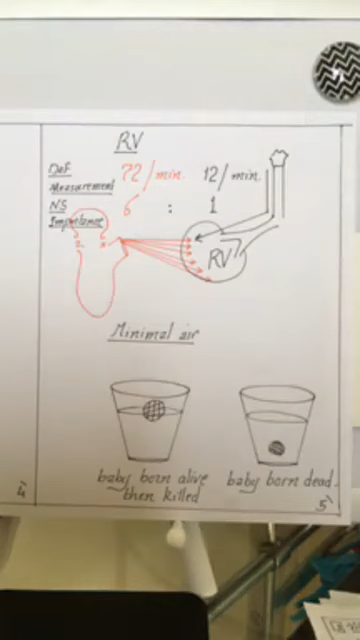 RV
Def 72/min. 12/min.
Measurement
NS 6 : 1
Importance
RV
Minimal air
baby born alive baby born dead
then killed
4
5